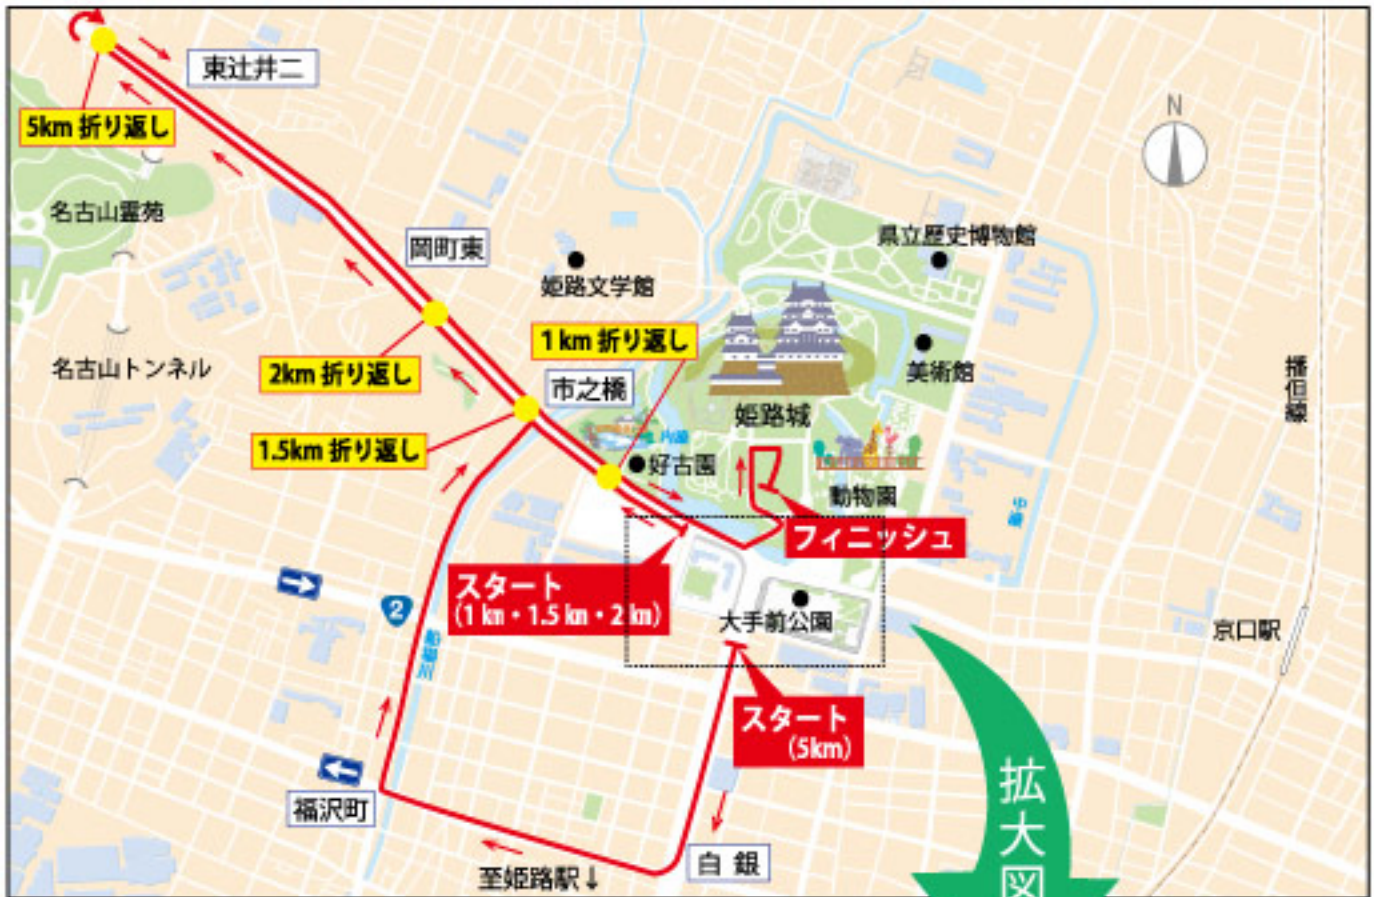 東辻井二
5km 折り返し
N
名古山霊苑
岡町東
県立歴史博物館
姫路文学館
1km 折り返し
2km 折り返し
市之橋
名古山トンネル
美術館
播但線
姫路城
1.5km 折り返し
内濠
好古園
動物園
フィニッシュ
スタート
(1㎞・1.5㎞・2㎞)
2
大手前公園
京口駅
スタート
(5km)
福沢町
白銀
至姫路駅↓
拡大図